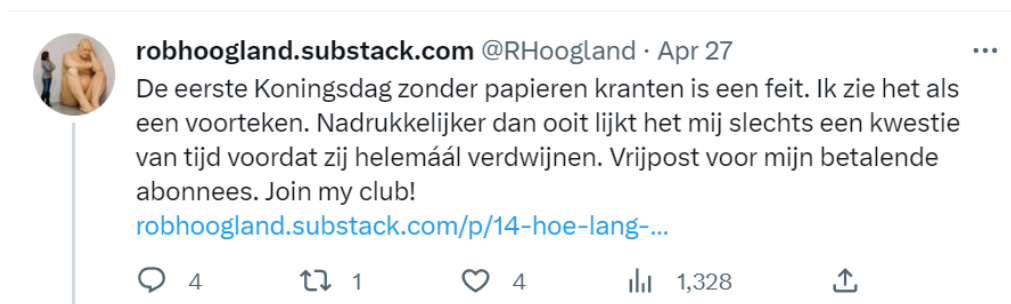 robhoogland.substack.com @RHoogland · Apr 27
De eerste Koningsdag zonder papieren kranten is een feit. Ik zie het als
een voorteken. Nadrukkelijker dan ooit lijkt het mij slechts een kwestie
van tijd voordat zij helemáál verdwijnen. Vrijpost voor mijn betalende
abonnees. Join my club!
robhoogland.substack.com/p/14-hoe-lang-...
4 1 4 1,328